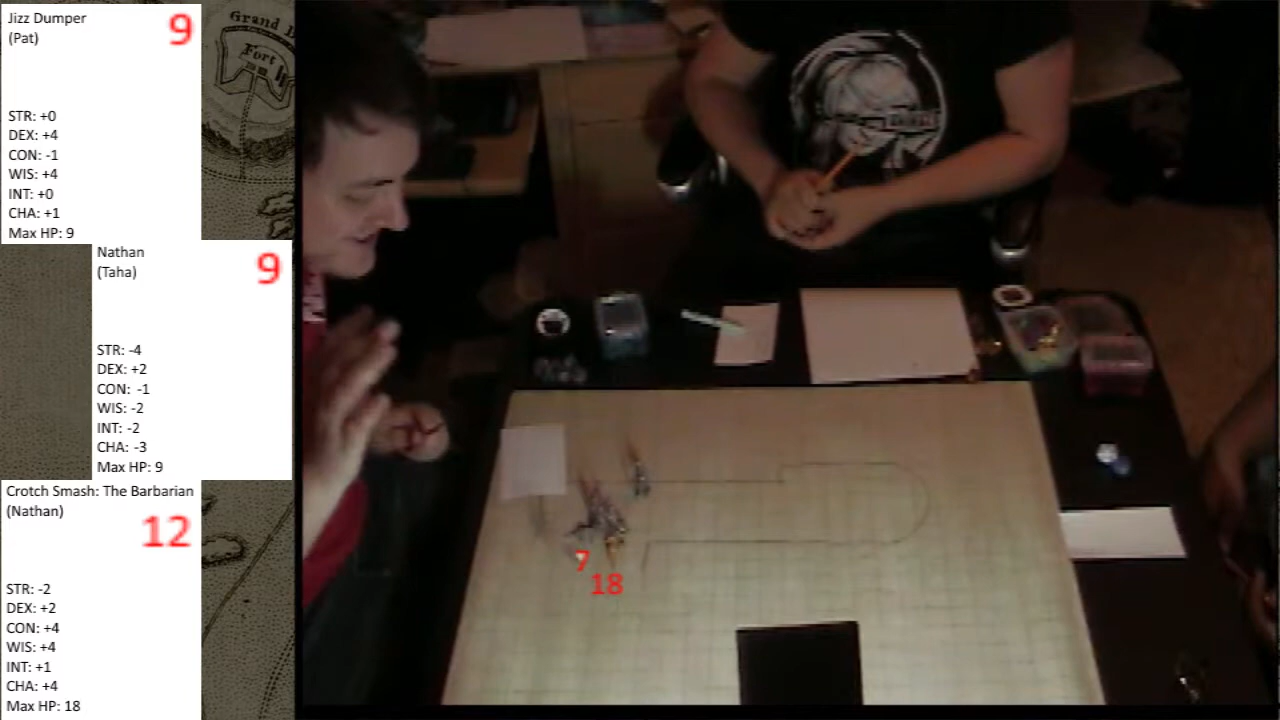 Jizz Dumper
(Pat)
9
STR: +0
DEX: +4
CON: -1
WIS: +4
INT: +0
CHA: +1
Max HP: 9
Grand
Fort
Nathan
(Taha)
9
STR: -4
DEX: +2
CON: -1
WIS: -2
INT: -2
CHA: -3
Max HP: 9
Crotch Smash: The Barbarian
(Nathan)
12
STR: -2
DEX: +2
CON: +4
WIS: +4
INT: +1
CHA: +4
Max HP: 18
7
18